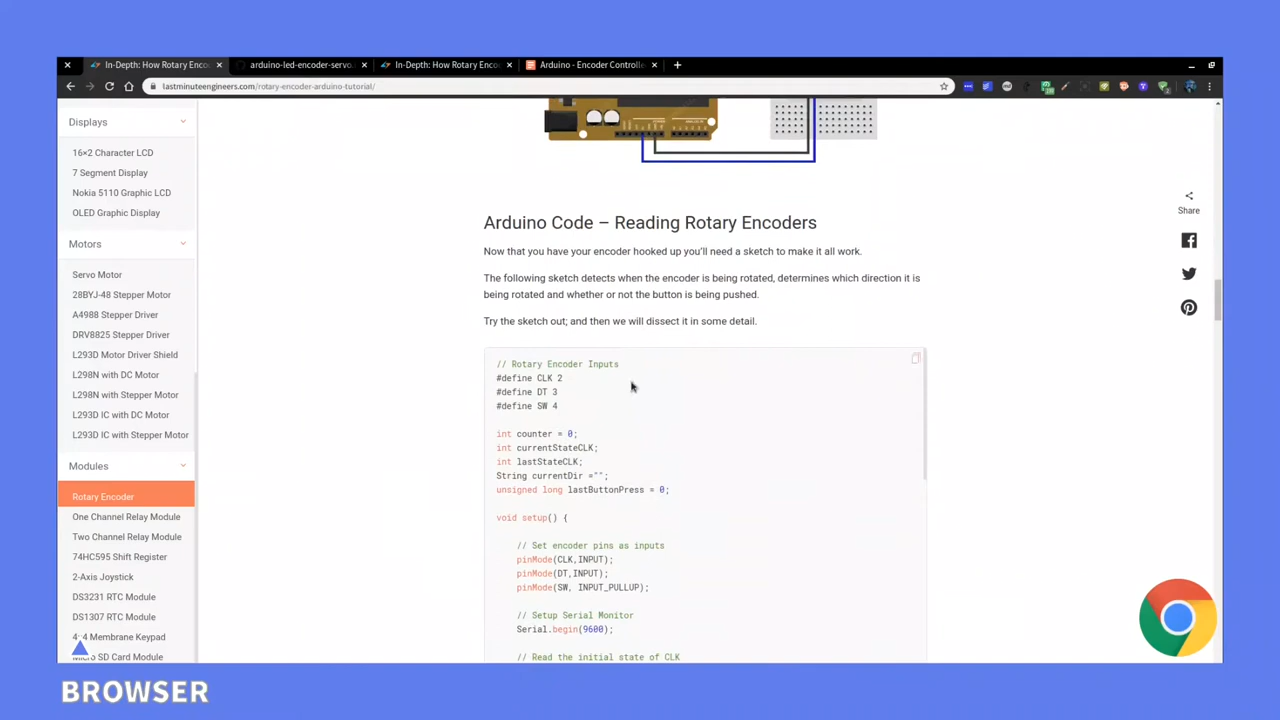 In-Depth: How Rotary Enco
arduino-led-encoder-servo.
In-Depth: How Rotary Enco
Arduino - Encoder Controlle
lastminuteengineers.com/rotary-encoder-arduino-tutorial/
Displays
16×2 Character LCD
7 Segment Display
Nokia 5110 Graphic LCD
OLED Graphic Display
Motors
Servo Motor
28BYJ-48 Stepper Motor
A4988 Stepper Driver
DRV8825 Stepper Driver
L293D Motor Driver Shield
L298N with DC Motor
L298N with Stepper Motor
L293D IC with DC Motor
L293D IC with Stepper Motor
Modules
Rotary Encoder
One Channel Relay Module
Two Channel Relay Module
74HC595 Shift Register
2-Axis Joystick
DS3231 RTC Module
DS1307 RTC Module
4×4 Membrane Keypad
Micro SD Card Module
Arduino Code – Reading Rotary Encoders
Now that you have your encoder hooked up you’ll need a sketch to make it all work.
The following sketch detects when the encoder is being rotated, determines which direction it is
being rotated and whether or not the button is being pushed.
Try the sketch out; and then we will dissect it in some detail.
// Rotary Encoder Inputs
#define CLK 2
#define DT 3
#define SW 4
int counter = 0;
int currentStateCLK;
int lastStateCLK;
String currentDir ="";
unsigned long lastButtonPress = 0;
void setup() {
// Set encoder pins as inputs
pinMode(CLK,INPUT);
pinMode(DT,INPUT);
pinMode(SW, INPUT_PULLUP);
// Setup Serial Monitor
Serial.begin(9600);
// Read the initial state of CLK
Share
BROWSER